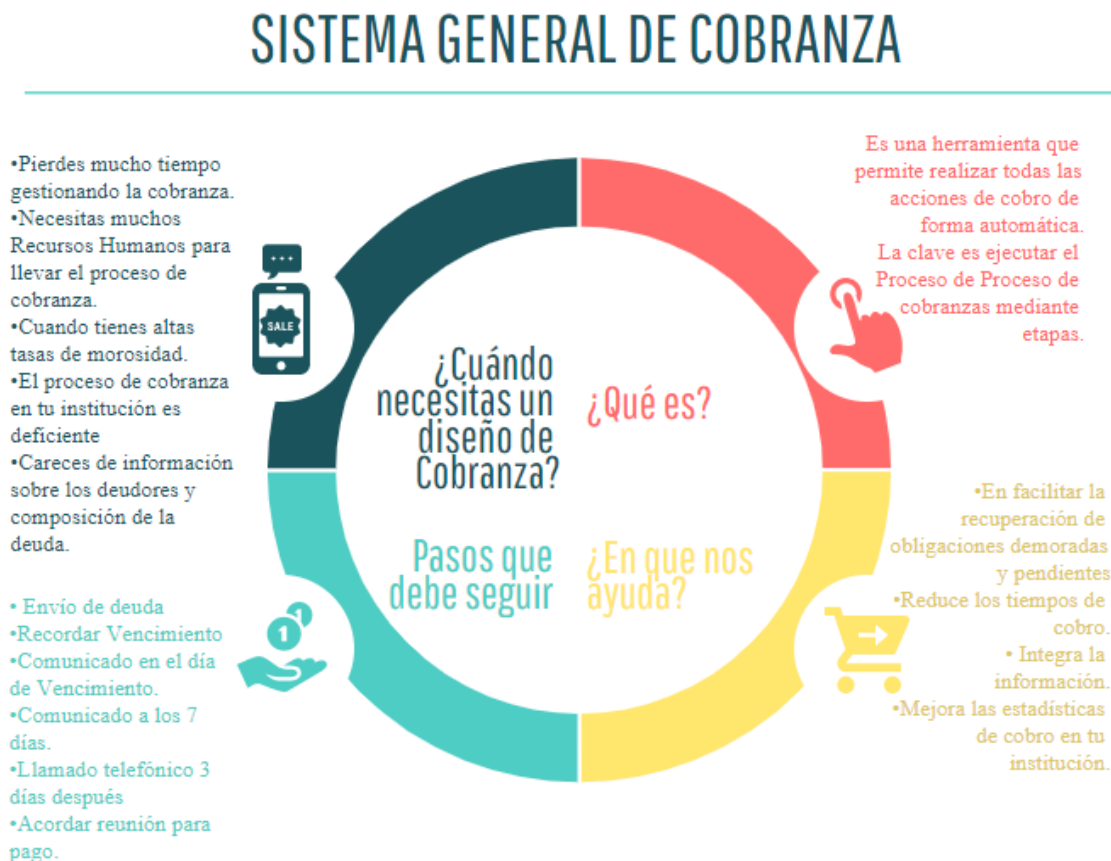 SISTEMA GENERAL DE COBRANZA
•Pierdes mucho tiempo
gestionando la cobranza.
•Necesitas muchos
Recursos Humanos para
llevar el proceso de
cobranza.
•Cuando tienes altas
tasas de morosidad.
•El proceso de cobranza
en tu institución es
deficiente
•Careces de información
sobre los deudores y
composición de la
deuda.
SALE
¿Cuándo
necesitas un
diseño de
Cobranza?
¿Qué es?
Es una herramienta que
permite realizar todas las
acciones de cobro de
forma automática.
La clave es ejecutar el
Proceso de Proceso de
cobranzas mediante
etapas.
Pasos que
debe seguir
• Envío de deuda
•Recordar Vencimiento
•Comunicado en el día
de Vencimiento.
•Comunicado a los 7
días.
•Llamado telefónico 3
días después
•Acordar reunión para
pago.
1
1
¿En que nos
ayuda?
•En facilitar la
recuperación de
obligaciones demoradas
y pendientes
•Reduce los tiempos de
cobro.
• Integra la
información.
•Mejora las estadísticas
de cobro en tu
institución.